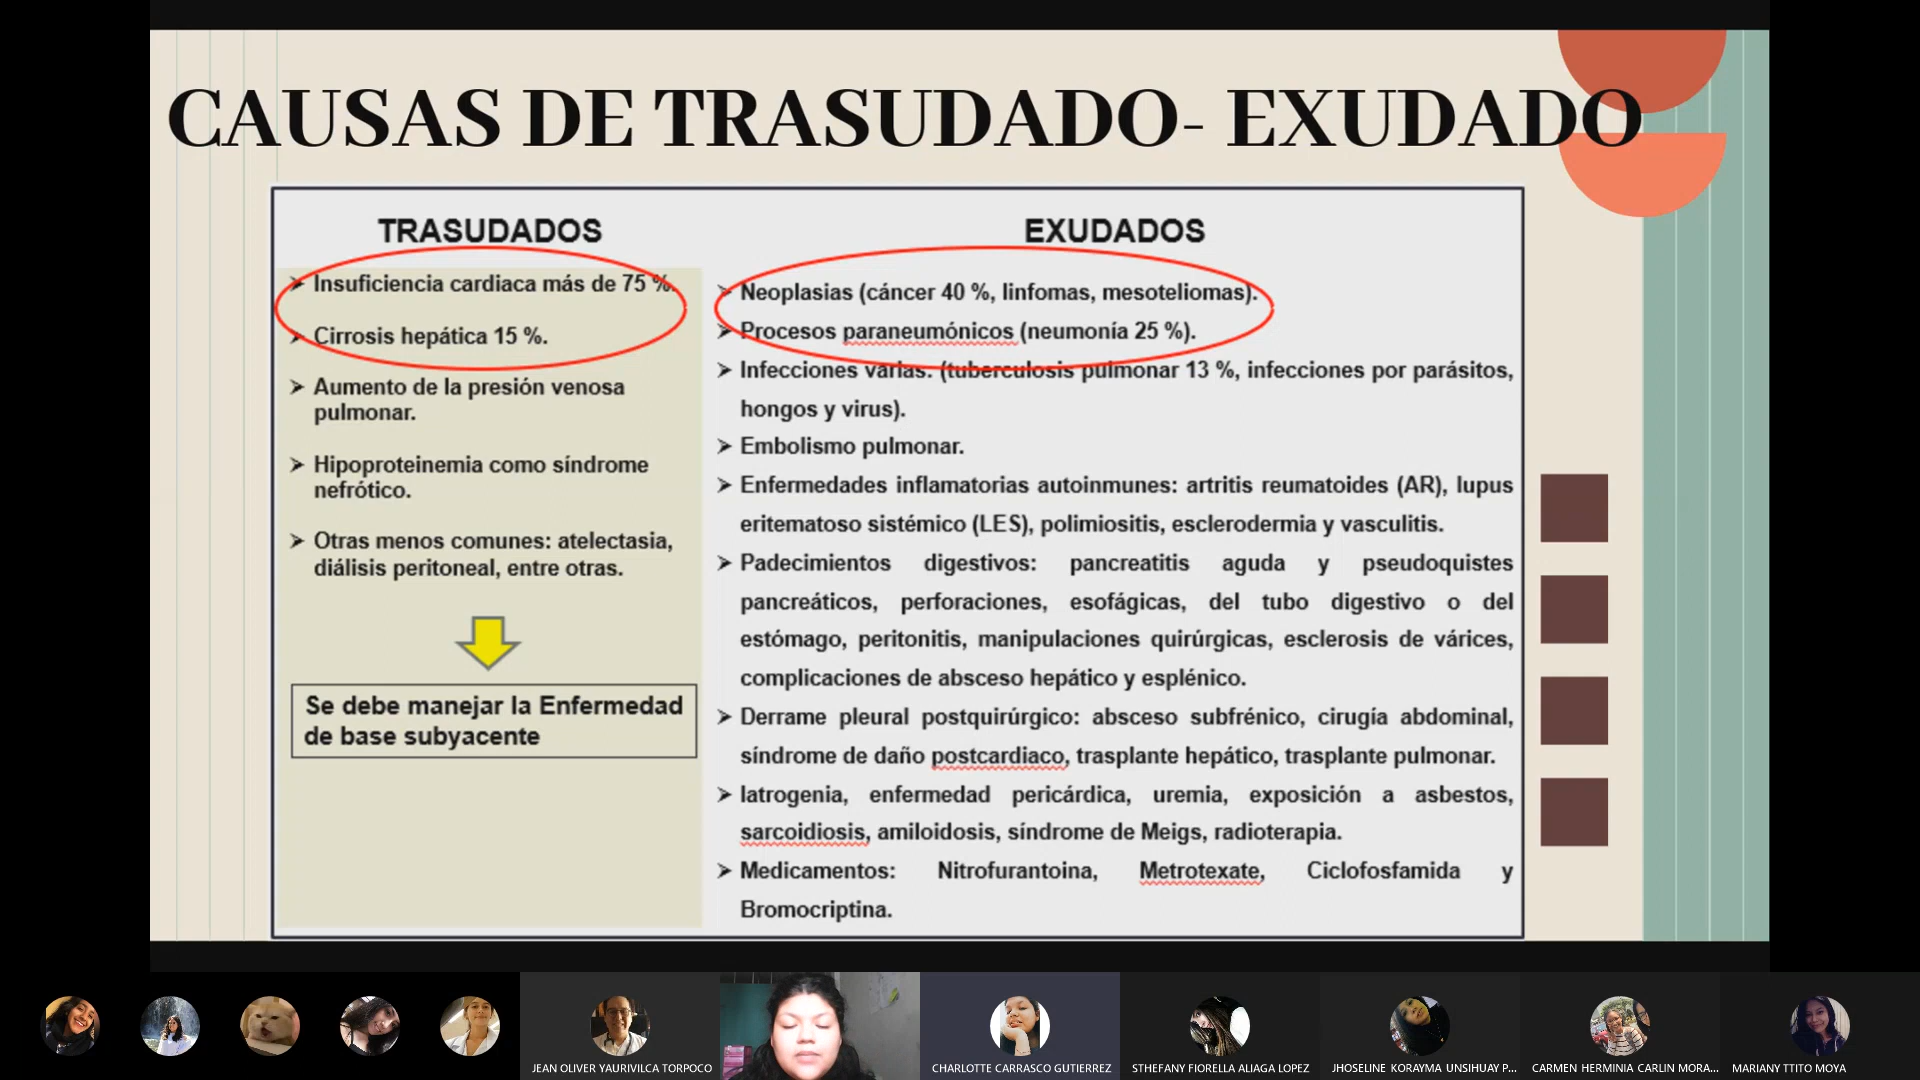 CAUSAS DE TRASUDADO- EXUDADO
TRASUDADOS
➢ Insuficiencia cardiaca más de 75 %.
➢ Cirrosis hepática 15 %.
➢ Aumento de la presión venosa
pulmonar.
➢ Hipoproteinemia como síndrome
nefrótico.
➢ Otras menos comunes: atelectasia,
diálisis peritoneal, entre otras.
Se debe manejar la Enfermedad
de base subyacente
EXUDADOS
➢ Neoplasias (cáncer 40 %, linfomas, mesoteliomas).
➢ Procesos paraneumónicos (neumonía 25 %).
➢ Infecciones varias. (tuberculosis pulmonar 13 %, infecciones por parásitos,
hongos y virus).
➢ Embolismo pulmonar.
➢ Enfermedades inflamatorias autoinmunes: artritis reumatoides (AR), lupus
eritematoso sistémico (LES), polimiositis, esclerodermia y vasculitis.
➢ Padecimientos digestivos: pancreatitis aguda y pseudoquistes
pancreáticos, perforaciones, esofágicas, del tubo digestivo o del
estómago, peritonitis, manipulaciones quirúrgicas, esclerosis de várices,
complicaciones de absceso hepático y esplénico.
➢ Derrame pleural postquirúrgico: absceso subfrénico, cirugía abdominal,
síndrome de daño postcardiaco, trasplante hepático, trasplante pulmonar.
➢ Iatrogenia, enfermedad pericárdica, uremia, exposición a asbestos,
sarcoidiosis, amiloidosis, síndrome de Meigs, radioterapia.
➢ Medicamentos: Nitrofurantoina, Metrotexate, Ciclofosfamida y
Bromocriptina.
JEAN OLIVER YAURIVILCA TORPOCO
CHARLOTTE CARRASCO GUTIERREZ
STHEFANY FIORELLA ALIAGA LOPEZ
JHOSELINE KORAYMA UNSIHUAY P...
CARMEN HERMINIA CARLIN MORA...
MARIANY TTITO MOYA